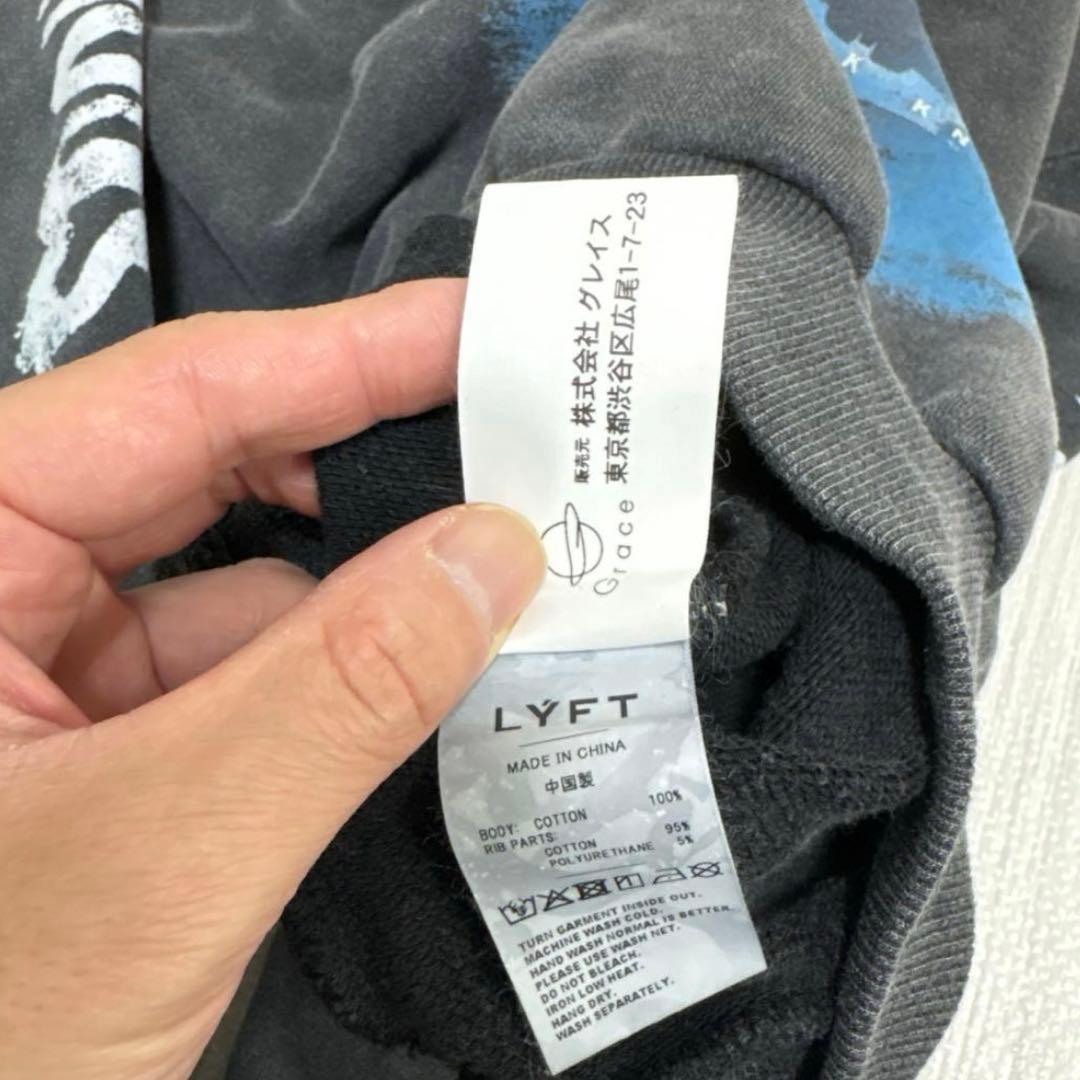 販売元 株式会社 グレイス
東京都渋谷区広尾1-7-23
Grace
LÝFT
MADE IN CHINA
中国製
BODY: COTTON 100%
RIB PARTS:
COTTON 95%
POLYURETHANE 5%
TURN GARMENT INSIDE OUT.
MACHINE WASH COLD.
HAND WASH NORMAL IS BETTER.
PLEASE USE WASH NET.
DO NOT BLEACH.
IRON LOW HEAT.
HANG DRY.
WASH SEPARATELY.